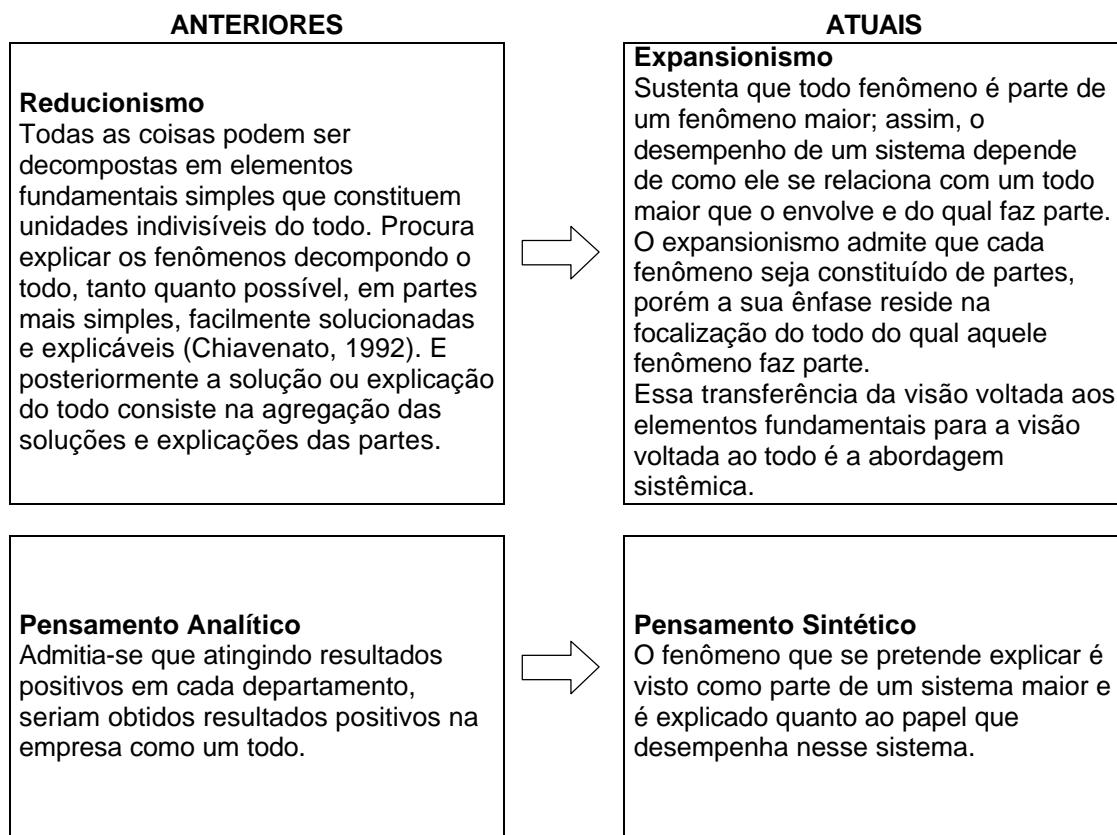 ANTERIORES
ATUAIS
Reducionismo
Todas as coisas podem ser
decompostas em elementos
fundamentais simples que constituem
unidades indivisíveis do todo. Procura
explicar os fenômenos decompondo o
todo, tanto quanto possível, em partes
mais simples, facilmente solucionadas
e explicáveis (Chiavenato, 1992). E
posteriormente a solução ou explicação
do todo consiste na agregação das
soluções e explicações das partes.
Expansionismo
Sustenta que todo fenômeno é parte de
um fenômeno maior; assim, o
desempenho de um sistema depende
de como ele se relaciona com um todo
maior que o envolve e do qual faz parte.
O expansionismo admite que cada
fenômeno seja constituído de partes,
porém a sua ênfase reside na
focalização do todo do qual aquele
fenômeno faz parte.
Essa transferência da visão voltada aos
elementos fundamentais para a visão
voltada ao todo é a abordagem
sistêmica.
Pensamento Analítico
Admitia-se que atingindo resultados
positivos em cada departamento,
seriam obtidos resultados positivos na
empresa como um todo.
Pensamento Sintético
O fenômeno que se pretende explicar é
visto como parte de um sistema maior e
é explicado quanto ao papel que
desempenha nesse sistema.